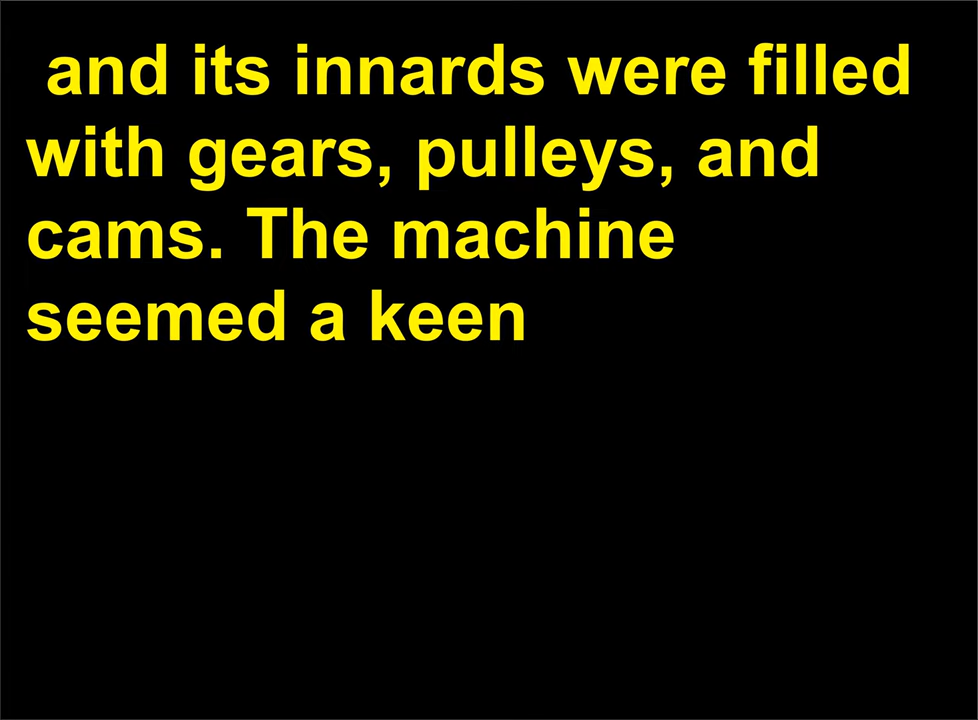 and its innards were filled
with gears, pulleys, and
cams. The machine
seemed a keen